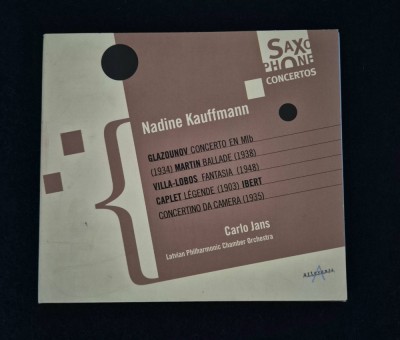 SAXO
PHONE
CONCERTOS
Nadine Kauffmann
GLAZOUNOV CONCERTO EN MIb
(1934) MARTIN BALLADE (1938)
VILLA-LOBOS FANTASIA (1948)
CAPLET LÉGENDE (1903) IBERT
CONCERTINO DA CAMERA (1935)
Carlo Jans
Latvian Philharmonic Chamber Orchestra